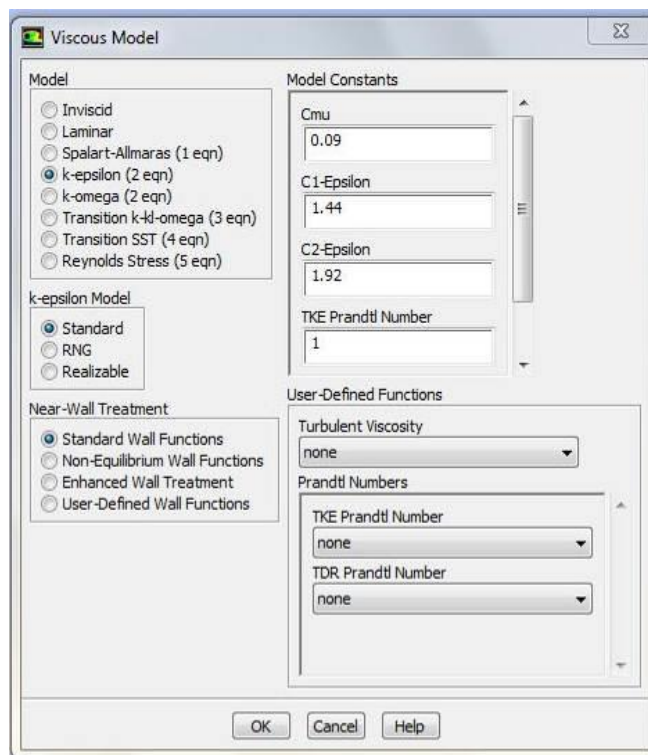 Viscous Model
Model
Inviscid
Laminar
Spalart-Allmaras (1 eqn)
k-epsilon (2 eqn)
k-omega (2 eqn)
Transition k-kl-omega (3 eqn)
Transition SST (4 eqn)
Reynolds Stress (5 eqn)
k-epsilon Model
Standard
RNG
Realizable
Near-Wall Treatment
Standard Wall Functions
Non-Equilibrium Wall Functions
Enhanced Wall Treatment
User-Defined Wall Functions
Model Constants
Cmu
0.09
C1-Epsilon
1.44
C2-Epsilon
1.92
TKE Prandtl Number
1
User-Defined Functions
Turbulent Viscosity
none
Prandtl Numbers
TKE Prandtl Number
none
TDR Prandtl Number
none
OK Cancel Help